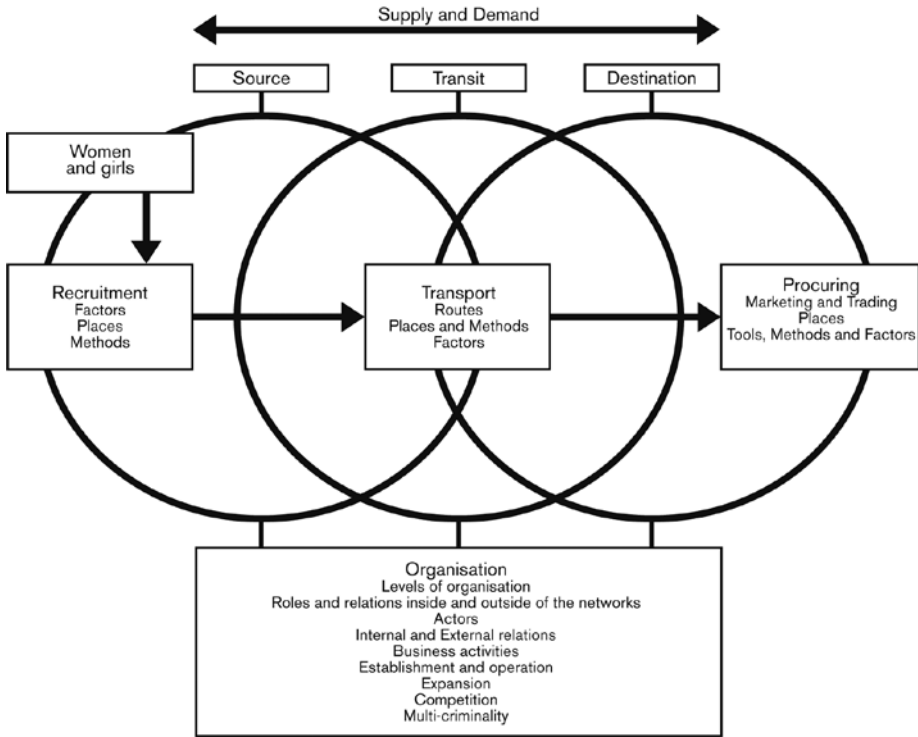 Supply and Demand
Source
Transit
Destination
Women
and girls
Recruitment
Factors
Places
Methods
Transport
Routes
Places and Methods
Factors
Procuring
Marketing and Trading
Places
Tools, Methods and Factors
Organisation
Levels of organisation
Roles and relations inside and outside of the networks
Actors
Internal and External relations
Business activities
Establishment and operation
Expansion
Competition
Multi-criminality